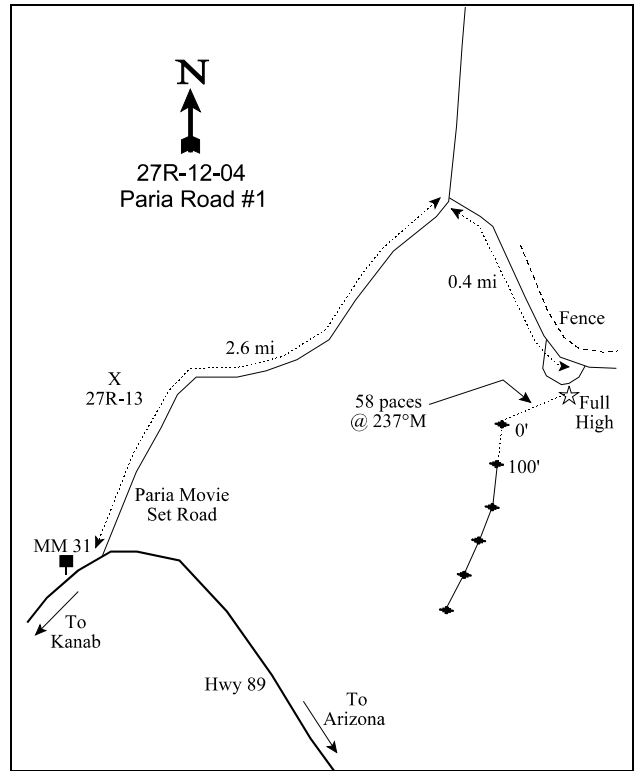 N
27R-12-04
Paria Road #1
0.4 mi
Fence
2.6 mi
X
27R-13
58 paces
@ 237°M
Full
High
0'
100'
Paria Movie
Set Road
MM 31
To
Kanab
Hwy 89
To
Arizona